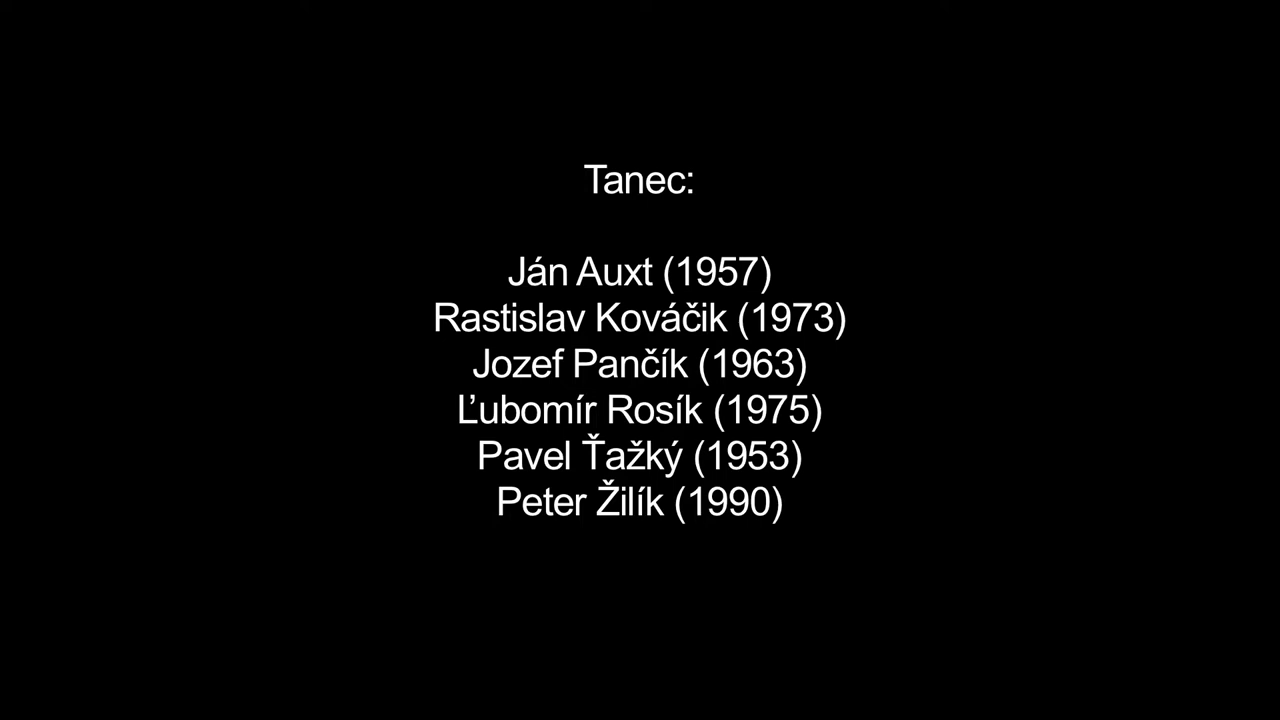 Tanec:
Ján Auxt (1957)
Rastislav Kováčik (1973)
Jozef Pančík (1963)
Ľubomír Rosík (1975)
Pavel Ťažký (1953)
Peter Žilík (1990)